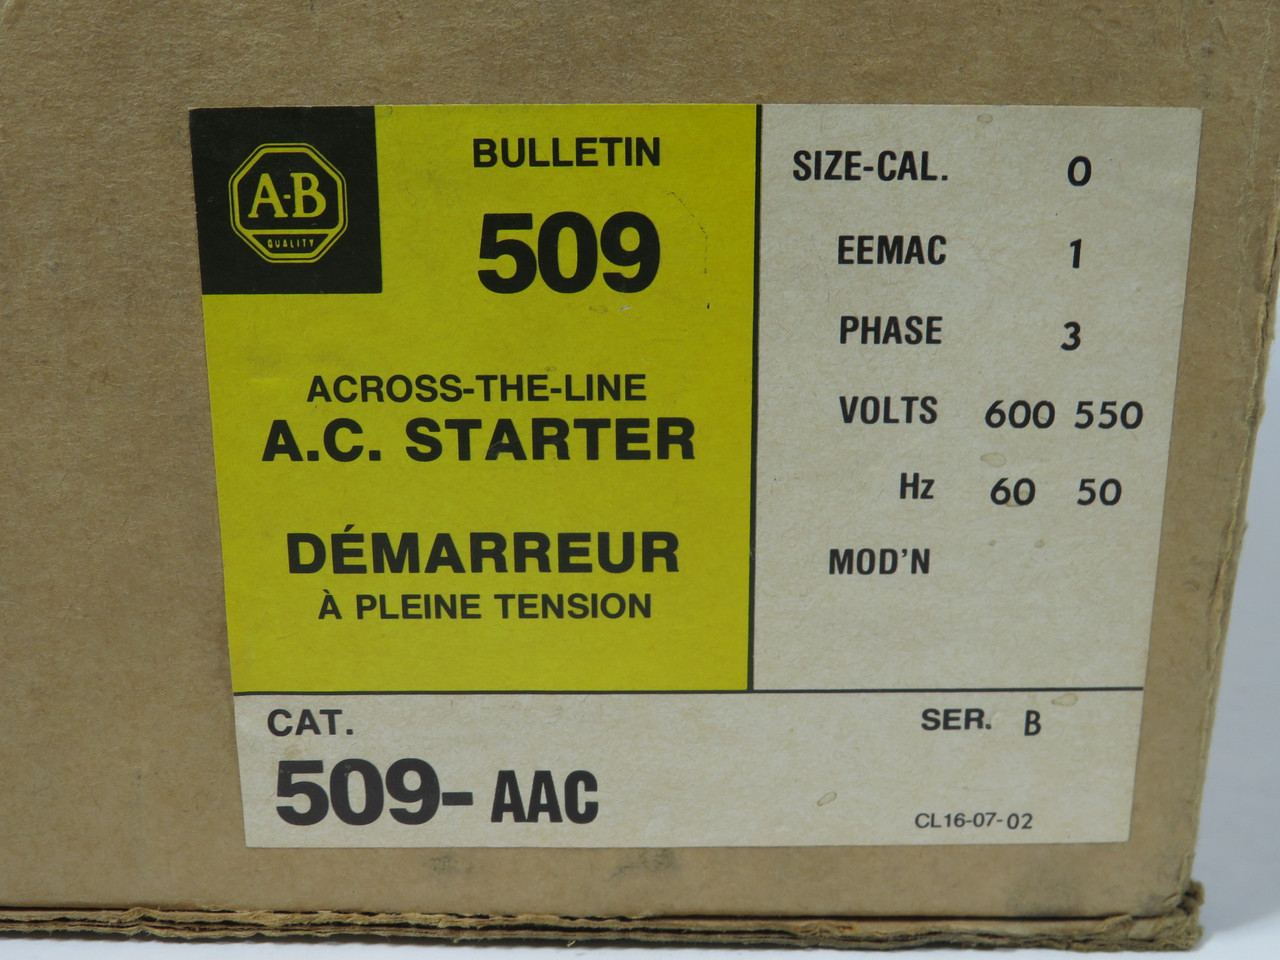 A-B
QUALITY
BULLETIN
509
ACROSS-THE-LINE
A.C. STARTER
DÉMARREUR
À PLEINE TENSION
SIZE-CAL. 0
EEMAC 1
PHASE 3
VOLTS 600 550
Hz 60 50
MOD'N
CAT.
509-AAC
SER. B
CL16-07-02